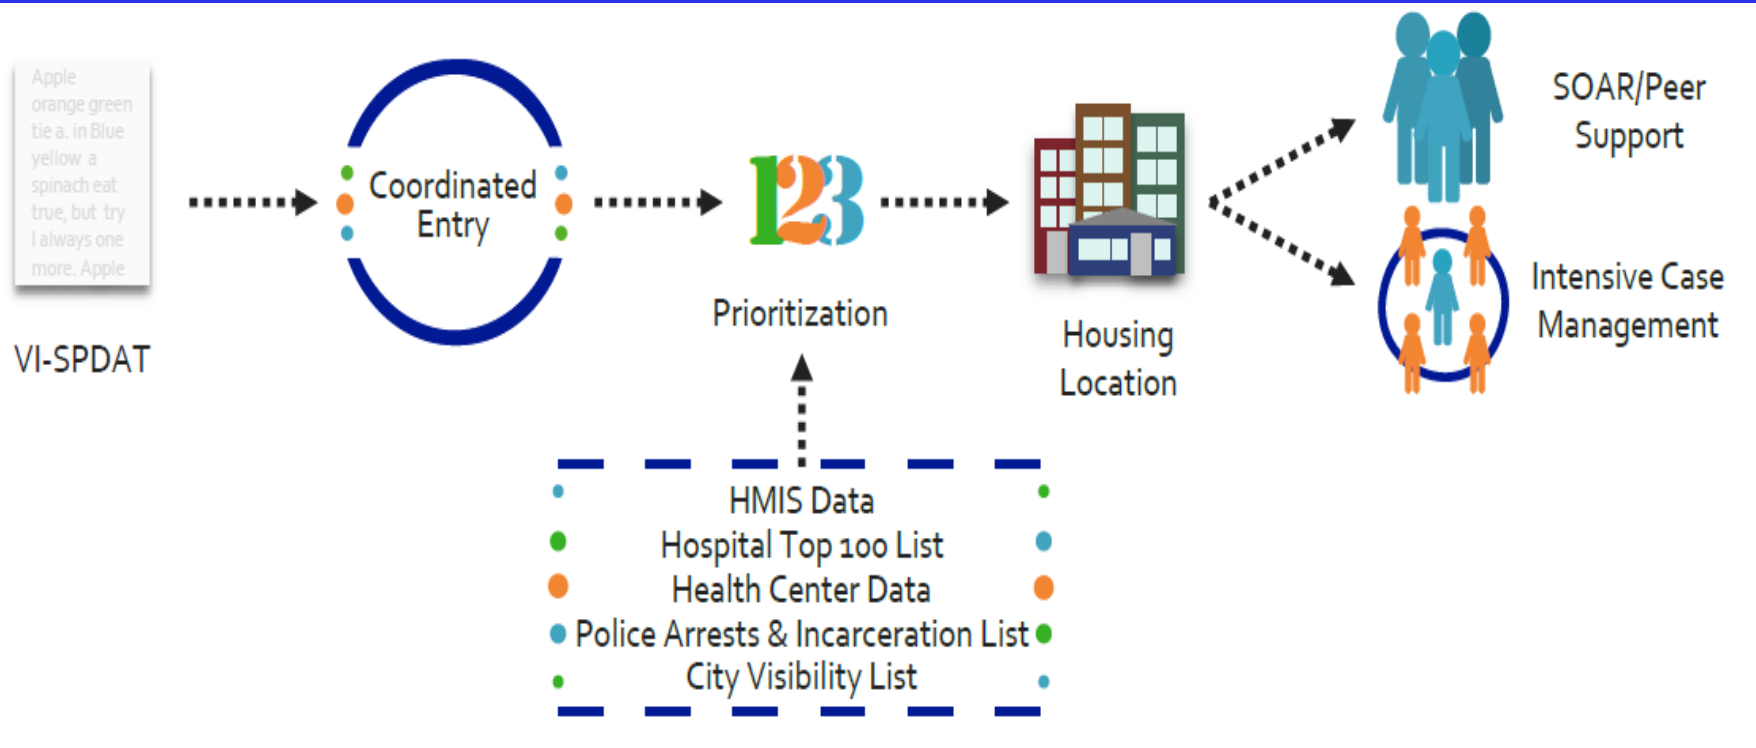 Apple
orange green
tie a. in Blue
yellow a
spinach eat
true, but try
I always one
more. Apple
VI-SPDAT
Coordinated
Entry
123
Prioritization
Housing
Location
SOAR/Peer
Support
Intensive Case
Management
HMIS Data
Hospital Top 100 List
Health Center Data
Police Arrests & Incarceration List
City Visibility List